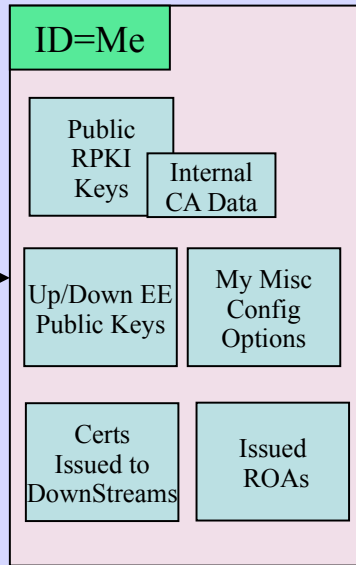 ID=Me
Public
RPKI
Keys
Internal
CA Data
Up/Down EE
Public Keys
My Misc
Config
Options
Certs
Issued to
DownStreams
Issued
ROAs